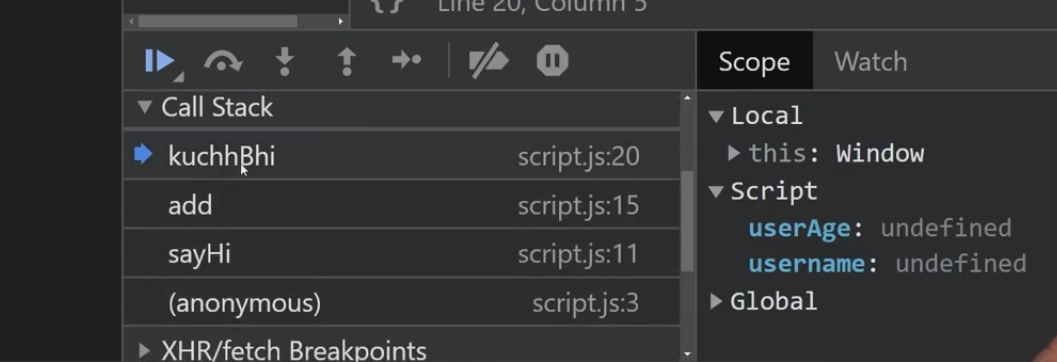 {} Line 20, Column 5
Scope Watch
Call Stack
kuchhBhi script.js:20
add script.js:15
sayHi script.js:11
(anonymous) script.js:3
XHR/fetch Breakpoints
Local
this: Window
Script
userAge: undefined
username: undefined
Global